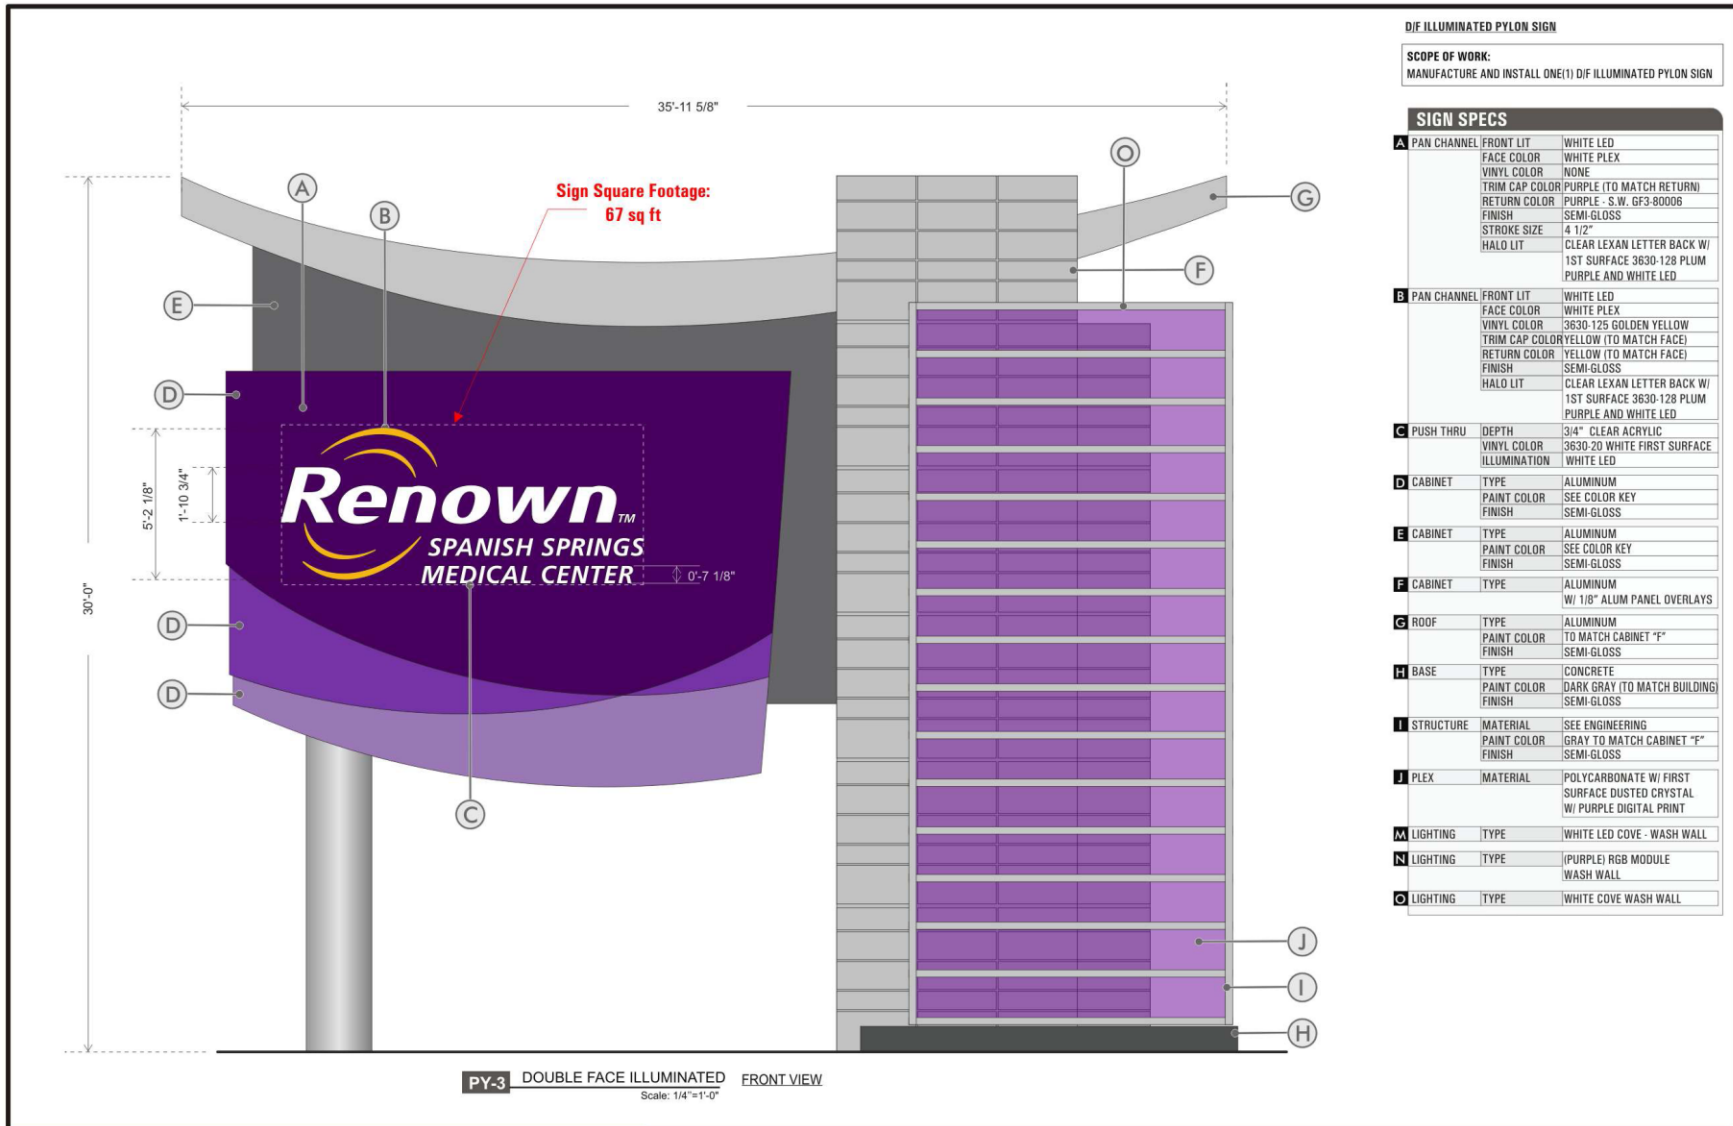 D/F ILLUMINATED PYLON SIGN
SCOPE OF WORK:
MANUFACTURE AND INSTALL ONE(1) D/F ILLUMINATED PYLON SIGN
35'-11 5/8"
Sign Square Footage:
67 sq ft
A
B
O
G
F
E
D
D
D
C
J
I
H
30'-0"
5'-2 1/8"
1'-10 3/4"
0'-7 1/8"
Renown™
SPANISH SPRINGS
MEDICAL CENTER
PY-3 DOUBLE FACE ILLUMINATED FRONT VIEW
Scale: 1/4"=1'-0"
SIGN SPECS
A PAN CHANNEL FRONT LIT WHITE LED
FACE COLOR WHITE PLEX
VINYL COLOR NONE
TRIM CAP COLOR PURPLE (TO MATCH RETURN)
RETURN COLOR PURPLE - S.W. GF3-80006
FINISH SEMI-GLOSS
STROKE SIZE 4 1/2"
HALO LIT CLEAR LEXAN LETTER BACK W/
1ST SURFACE 3630-128 PLUM
PURPLE AND WHITE LED
B PAN CHANNEL FRONT LIT WHITE LED
FACE COLOR WHITE PLEX
VINYL COLOR 3630-125 GOLDEN YELLOW
TRIM CAP COLOR YELLOW (TO MATCH FACE)
RETURN COLOR YELLOW (TO MATCH FACE)
FINISH SEMI-GLOSS
HALO LIT CLEAR LEXAN LETTER BACK W/
1ST SURFACE 3630-128 PLUM
PURPLE AND WHITE LED
C PUSH THRU DEPTH 3/4" CLEAR ACRYLIC
VINYL COLOR 3630-20 WHITE FIRST SURFACE
ILLUMINATION WHITE LED
D CABINET TYPE ALUMINUM
PAINT COLOR SEE COLOR KEY
FINISH SEMI-GLOSS
E CABINET TYPE ALUMINUM
PAINT COLOR SEE COLOR KEY
FINISH SEMI-GLOSS
F CABINET TYPE ALUMINUM
W/ 1/8" ALUM PANEL OVERLAYS
G ROOF TYPE ALUMINUM
PAINT COLOR TO MATCH CABINET "F"
FINISH SEMI-GLOSS
H BASE TYPE CONCRETE
PAINT COLOR DARK GRAY (TO MATCH BUILDING)
FINISH SEMI-GLOSS
I STRUCTURE MATERIAL SEE ENGINEERING
PAINT COLOR GRAY TO MATCH CABINET "F"
FINISH SEMI-GLOSS
J PLEX MATERIAL POLYCARBONATE W/ FIRST
SURFACE DUSTED CRYSTAL
W/ PURPLE DIGITAL PRINT
M LIGHTING TYPE WHITE LED COVE - WASH WALL
N LIGHTING TYPE (PURPLE) RGB MODULE
WASH WALL
O LIGHTING TYPE WHITE COVE WASH WALL